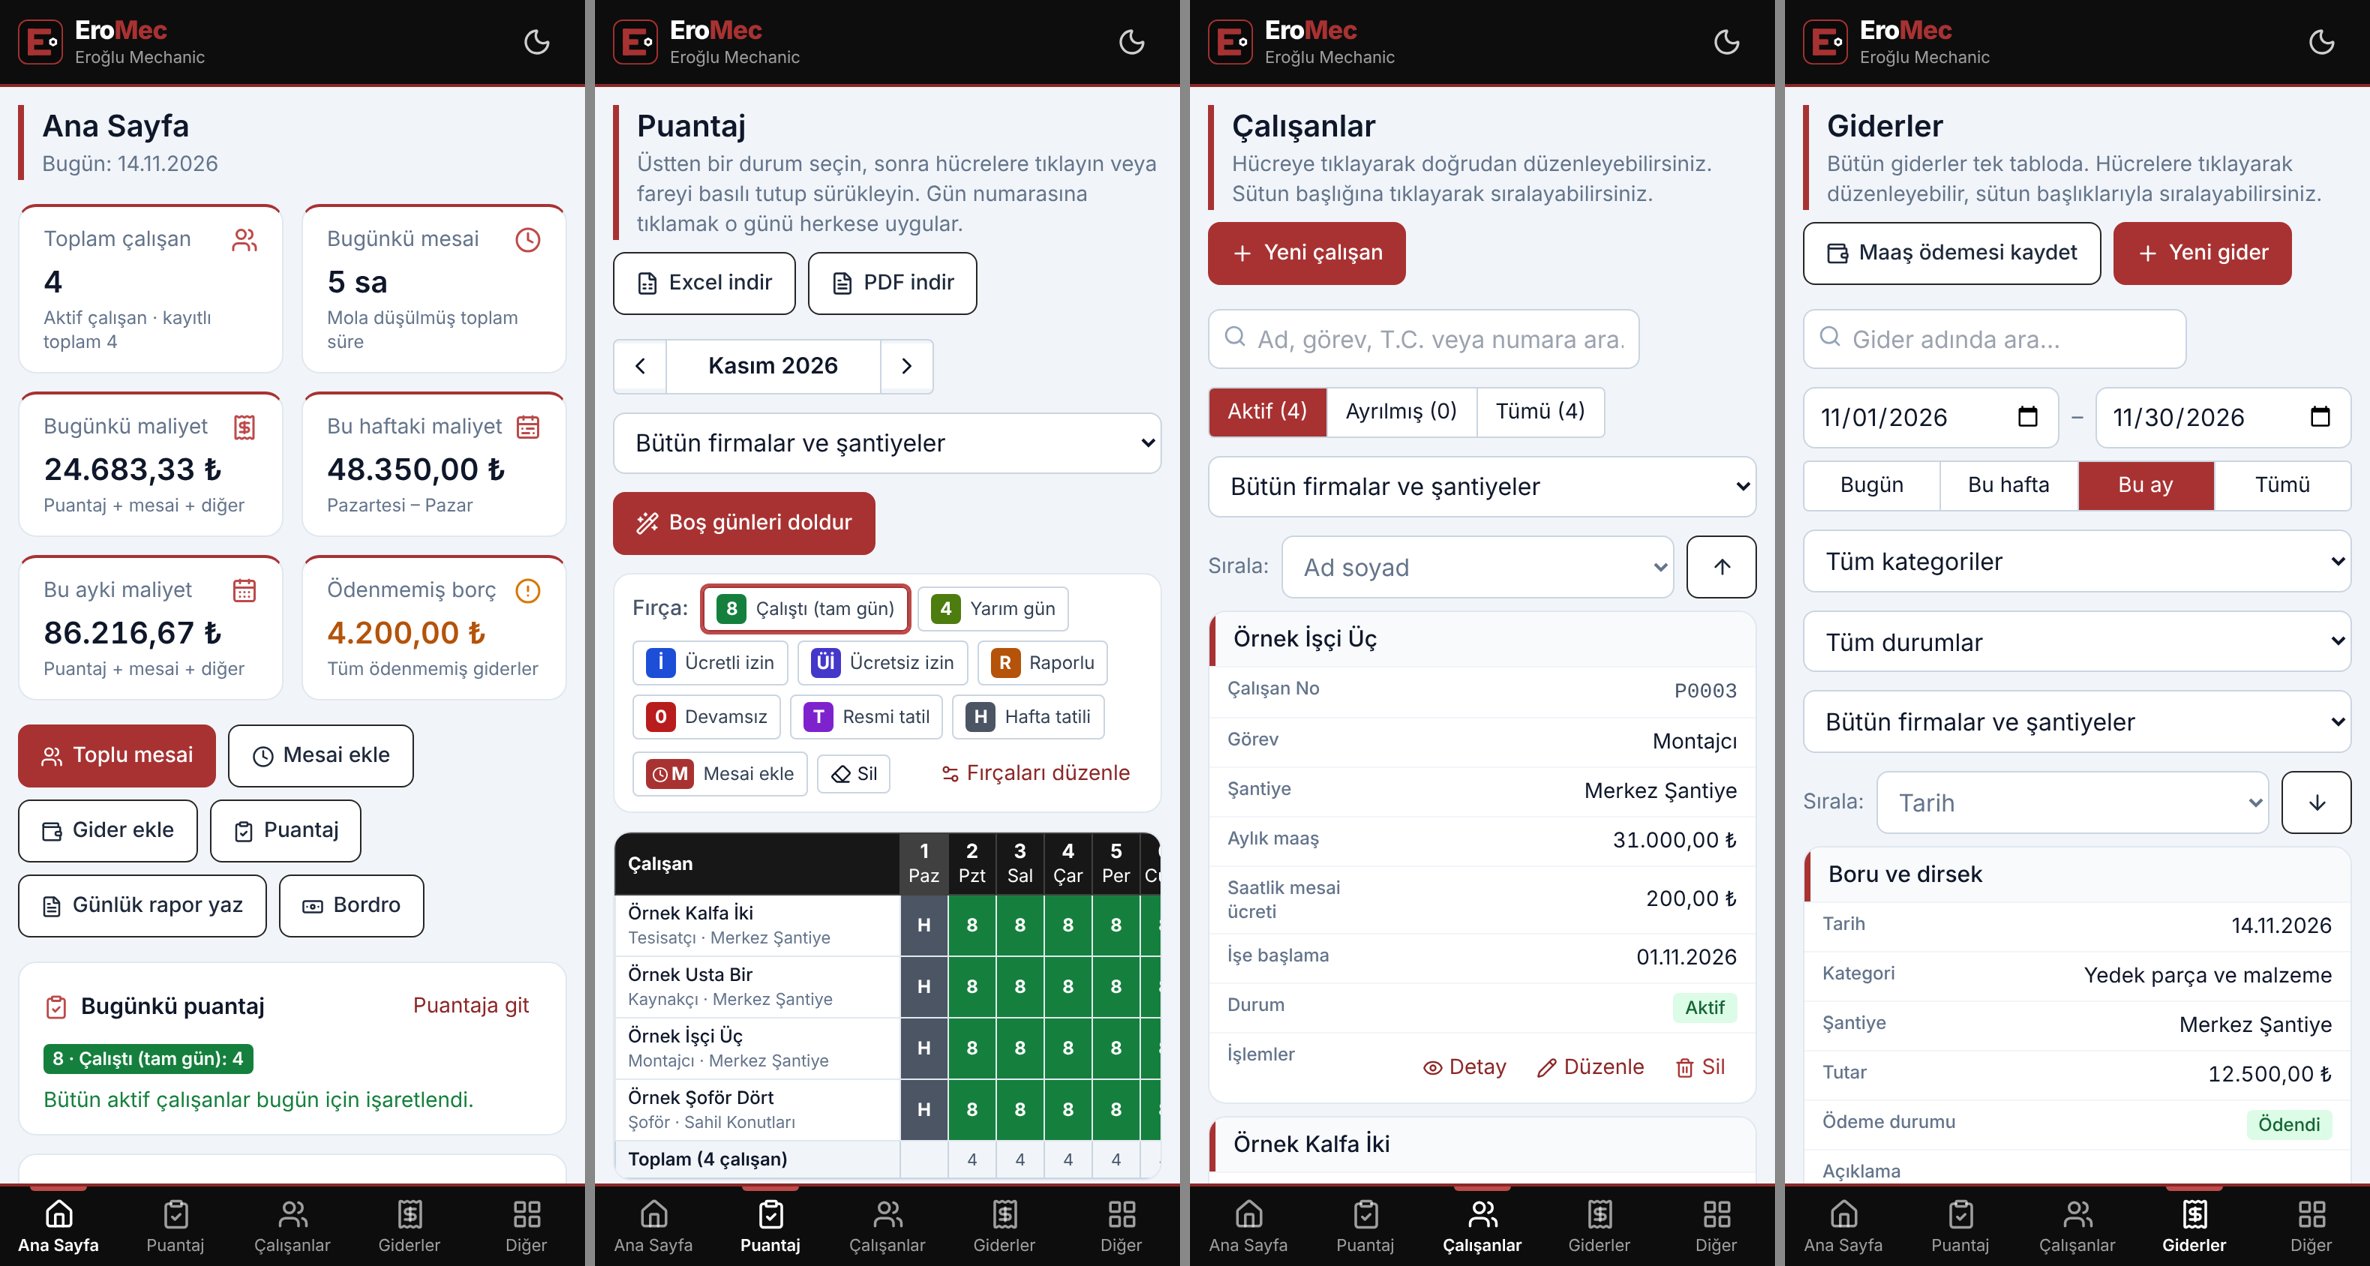 EroMec
Eroğlu Mechanic
Ana Sayfa
Bugün: 14.11.2026
Toplam çalışan
4
Aktif çalışan · kayıtlı
toplam 4
Bugünkü mesai
5 sa
Mola düşülmüş toplam
süre
Bugünkü maliyet
24.683,33 ₺
Puantaj + mesai + diğer
Bu haftaki maliyet
48.350,00 ₺
Pazartesi – Pazar
Bu ayki maliyet
86.216,67 ₺
Puantaj + mesai + diğer
Ödenmemiş borç
4.200,00 ₺
Tüm ödenmemiş giderler
Toplu mesai
Mesai ekle
Gider ekle
Puantaj
Günlük rapor yaz
Bordro
Bugünkü puantaj
Puantaja git
8 · Çalıştı (tam gün): 4
Bütün aktif çalışanlar bugün için işaretlendi.
Ana Sayfa
Puantaj
Çalışanlar
Giderler
Diğer
EroMec
Eroğlu Mechanic
Puantaj
Üstten bir durum seçin, sonra hücrelere tıklayın veya
fareyi basılı tutup sürükleyin. Gün numarasına
tıklamak o günü herkese uygular.
Excel indir
PDF indir
Kasım 2026
Bütün firmalar ve şantiyeler
Boş günleri doldur
Fırça:
8 Çalıştı (tam gün)
4 Yarım gün
İ Ücretli izin
Üİ Ücretsiz izin
R Raporlu
0 Devamsız
T Resmi tatil
H Hafta tatili
M Mesai ekle
Sil
Fırçaları düzenle
Çalışan
1 2 3 4 5
Paz Pzt Sal Çar Per
Örnek Kalfa İki
Tesisatçı · Merkez Şantiye
H 8 8 8 8
Örnek Usta Bir
Kaynakçı · Merkez Şantiye
H 8 8 8 8
Örnek İşçi Üç
Montajcı · Merkez Şantiye
H 8 8 8 8
Örnek Şoför Dört
Şoför · Sahil Konutları
H 8 8 8 8
Toplam (4 çalışan)
4 4 4 4
Ana Sayfa
Puantaj
Çalışanlar
Giderler
Diğer
EroMec
Eroğlu Mechanic
Çalışanlar
Hücreye tıklayarak doğrudan düzenleyebilirsiniz.
Sütun başlığına tıklayarak sıralayabilirsiniz.
+ Yeni çalışan
Ad, görev, T.C. veya numara ara.
Aktif (4)
Ayrılmış (0)
Tümü (4)
Bütün firmalar ve şantiyeler
Sırala:
Ad soyad
Örnek İşçi Üç
Çalışan No
P0003
Görev
Montajcı
Şantiye
Merkez Şantiye
Aylık maaş
31.000,00 ₺
Saatlik mesai
ücreti
200,00 ₺
İşe başlama
01.11.2026
Durum
Aktif
İşlemler
Detay
Düzenle
Sil
Örnek Kalfa İki
Ana Sayfa
Puantaj
Çalışanlar
Giderler
Diğer
EroMec
Eroğlu Mechanic
Giderler
Bütün giderler tek tabloda. Hücrelere tıklayarak
düzenleyebilir, sütun başlıklarıyla sıralayabilirsiniz.
Maaş ödemesi kaydet
+ Yeni gider
Gider adında ara...
11/01/2026
–
11/30/2026
Bugün
Bu hafta
Bu ay
Tümü
Tüm kategoriler
Tüm durumlar
Bütün firmalar ve şantiyeler
Sırala:
Tarih
Boru ve dirsek
Tarih
14.11.2026
Kategori
Yedek parça ve malzeme
Şantiye
Merkez Şantiye
Tutar
12.500,00 ₺
Ödeme durumu
Ödendi
Açıklama
Ana Sayfa
Puantaj
Çalışanlar
Giderler
Diğer